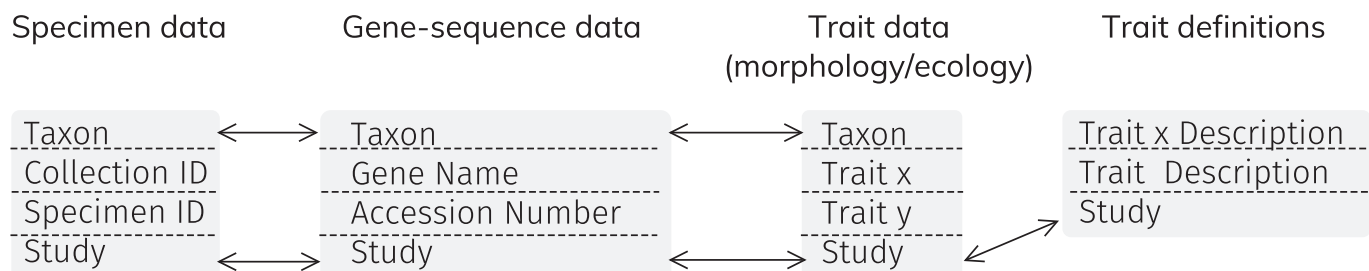 Specimen data
Gene-sequence data
Trait data
(morphology/ecology)
Trait definitions
Taxon
Collection ID
Specimen ID
Study
Taxon
Gene Name
Accession Number
Study
Taxon
Trait x
Trait y
Study
Trait x Description
Trait Description
Study